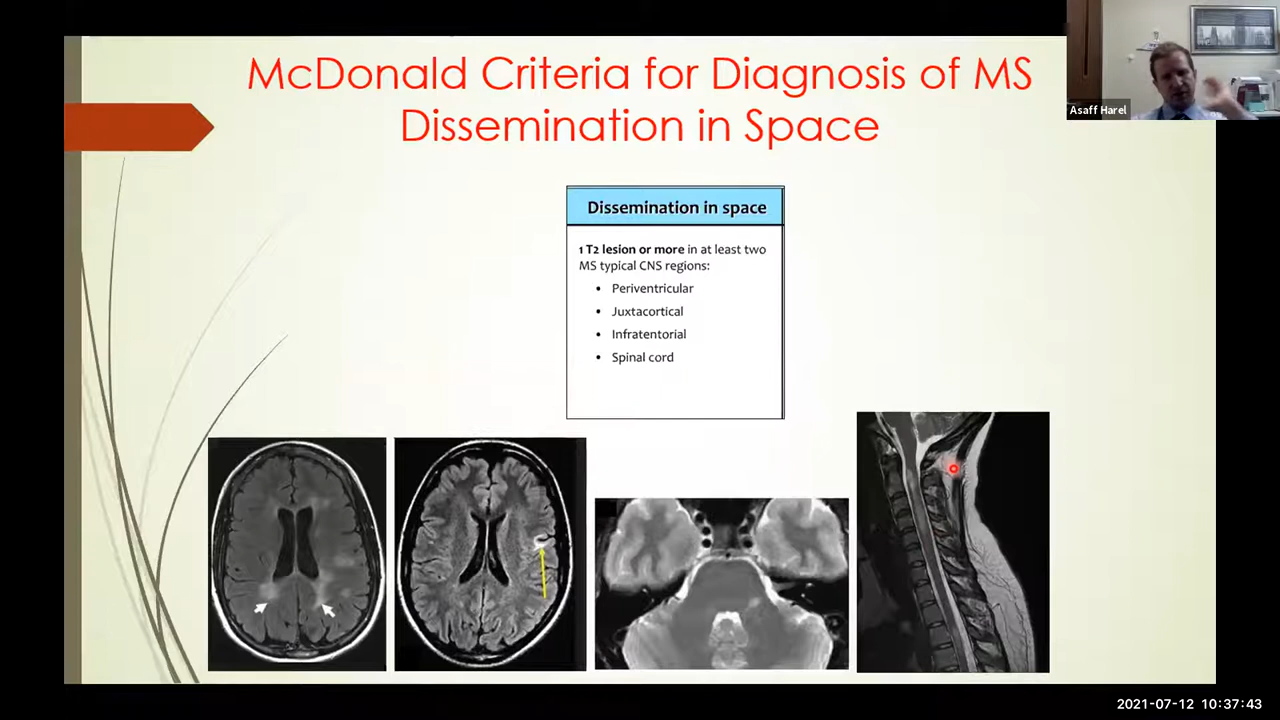 McDonald Criteria for Diagnosis of MS
Dissemination in Space
Asaff Harel
Dissemination in space
1 T2 lesion or more in at least two
MS typical CNS regions:
• Periventricular
• Juxtacortical
• Infratentorial
• Spinal cord
2021-07-12 10:37:43